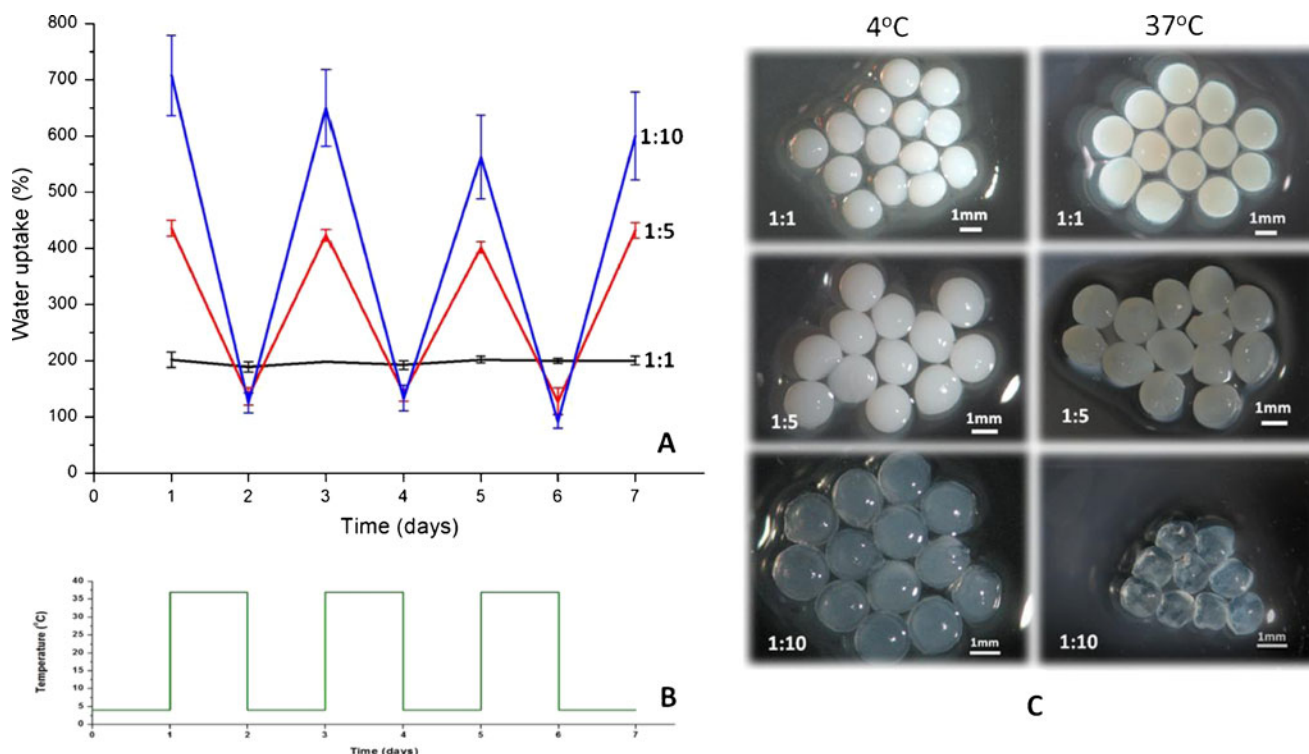 800
700
600
500
400
300
200
100
0
Water uptake (%)
1:10
1:5
1:1
A
0 1 2 3 4 5 6 7
Time (days)
40
35
30
25
20
15
10
5
0
Temperature (°C)
B
0 1 2 3 4 5 6 7
Time (days)
4°C 37°C
1:1 1mm
1:1 1mm
1:5 1mm
1:5 1mm
1:10 1mm
1:10 1mm
C